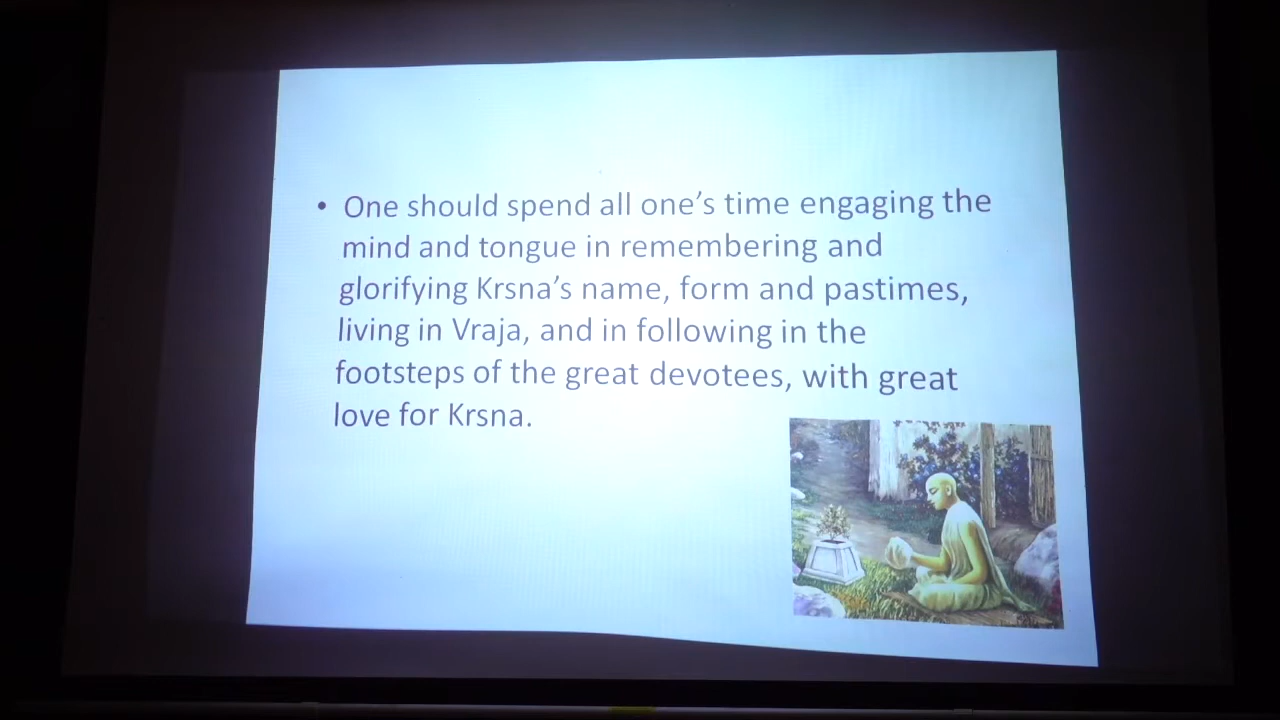 • One should spend all one’s time engaging the
mind and tongue in remembering and
glorifying Krsna’s name, form and pastimes,
living in Vraja, and in following in the
footsteps of the great devotees, with great
love for Krsna.